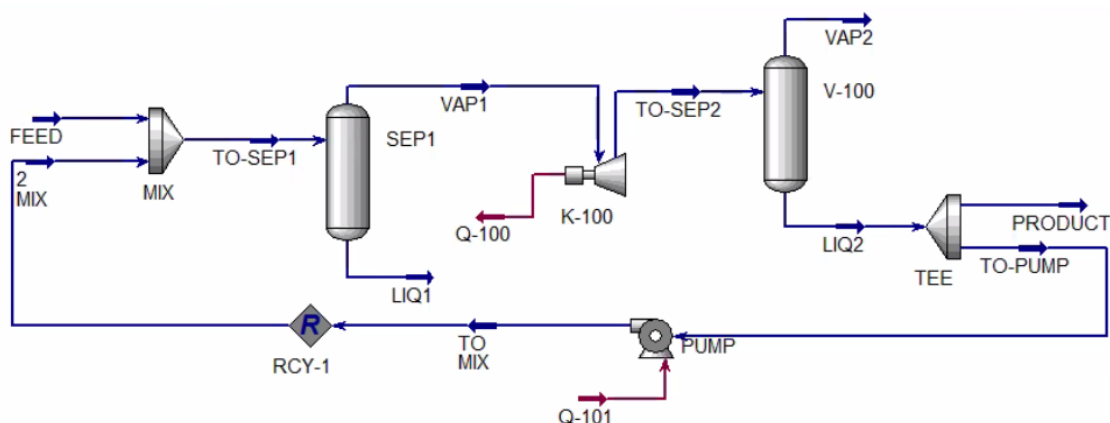 VAP2
VAP1
TO-SEP2
V-100
FEED
SEP1
TO-SEP1
2
MIX
MIX
K-100
Q-100
LIQ2
PRODUCT
TEE
TO-PUMP
LIQ1
R
RCY-1
TO
MIX
PUMP
Q-101